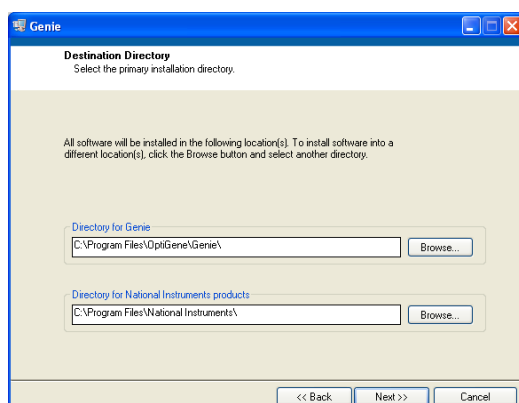 Genie
Destination Directory
Select the primary installation directory.
All software will be installed in the following location(s). To install software into a
different location(s), click the Browse button and select another directory.
Directory for Genie
C:\Program Files\OptiGene\Genie\
Browse...
Directory for National Instruments products
C:\Program Files\National Instruments\
Browse...
<< Back
Next >>
Cancel